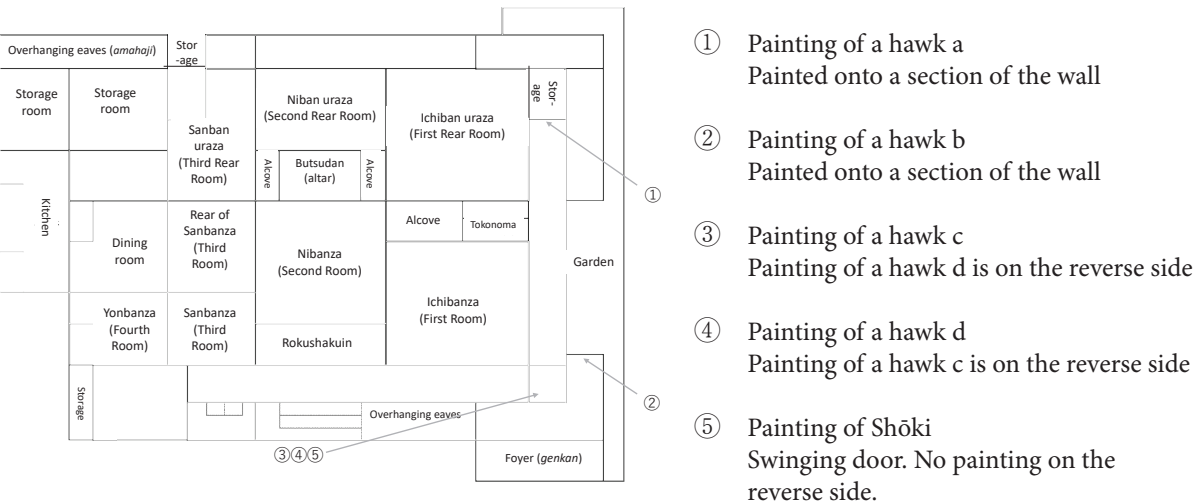 Overhanging eaves (amahaji)
Stor
-age
Storage
room
Storage
room
Sanban
uraza
(Third Rear
Room)
Niban uraza
(Second Rear Room)
Ichiban uraza
(First Rear Room)
Stor-
age
Alcove
Butsudan
(altar)
Alcove
①
Kitchen
Dining
room
Rear of
Sanbanza
(Third
Room)
Nibanza
(Second Room)
Alcove
Tokonoma
Garden
Ichibanza
(First Room)
Yonbanza
(Fourth
Room)
Sanbanza
(Third
Room)
Rokushakuin
Storage
Overhanging eaves
②
③④⑤
Foyer (genkan)
① Painting of a hawk a
Painted onto a section of the wall
② Painting of a hawk b
Painted onto a section of the wall
③ Painting of a hawk c
Painting of a hawk d is on the reverse side
④ Painting of a hawk d
Painting of a hawk c is on the reverse side
⑤ Painting of Shōki
Swinging door. No painting on the
reverse side.